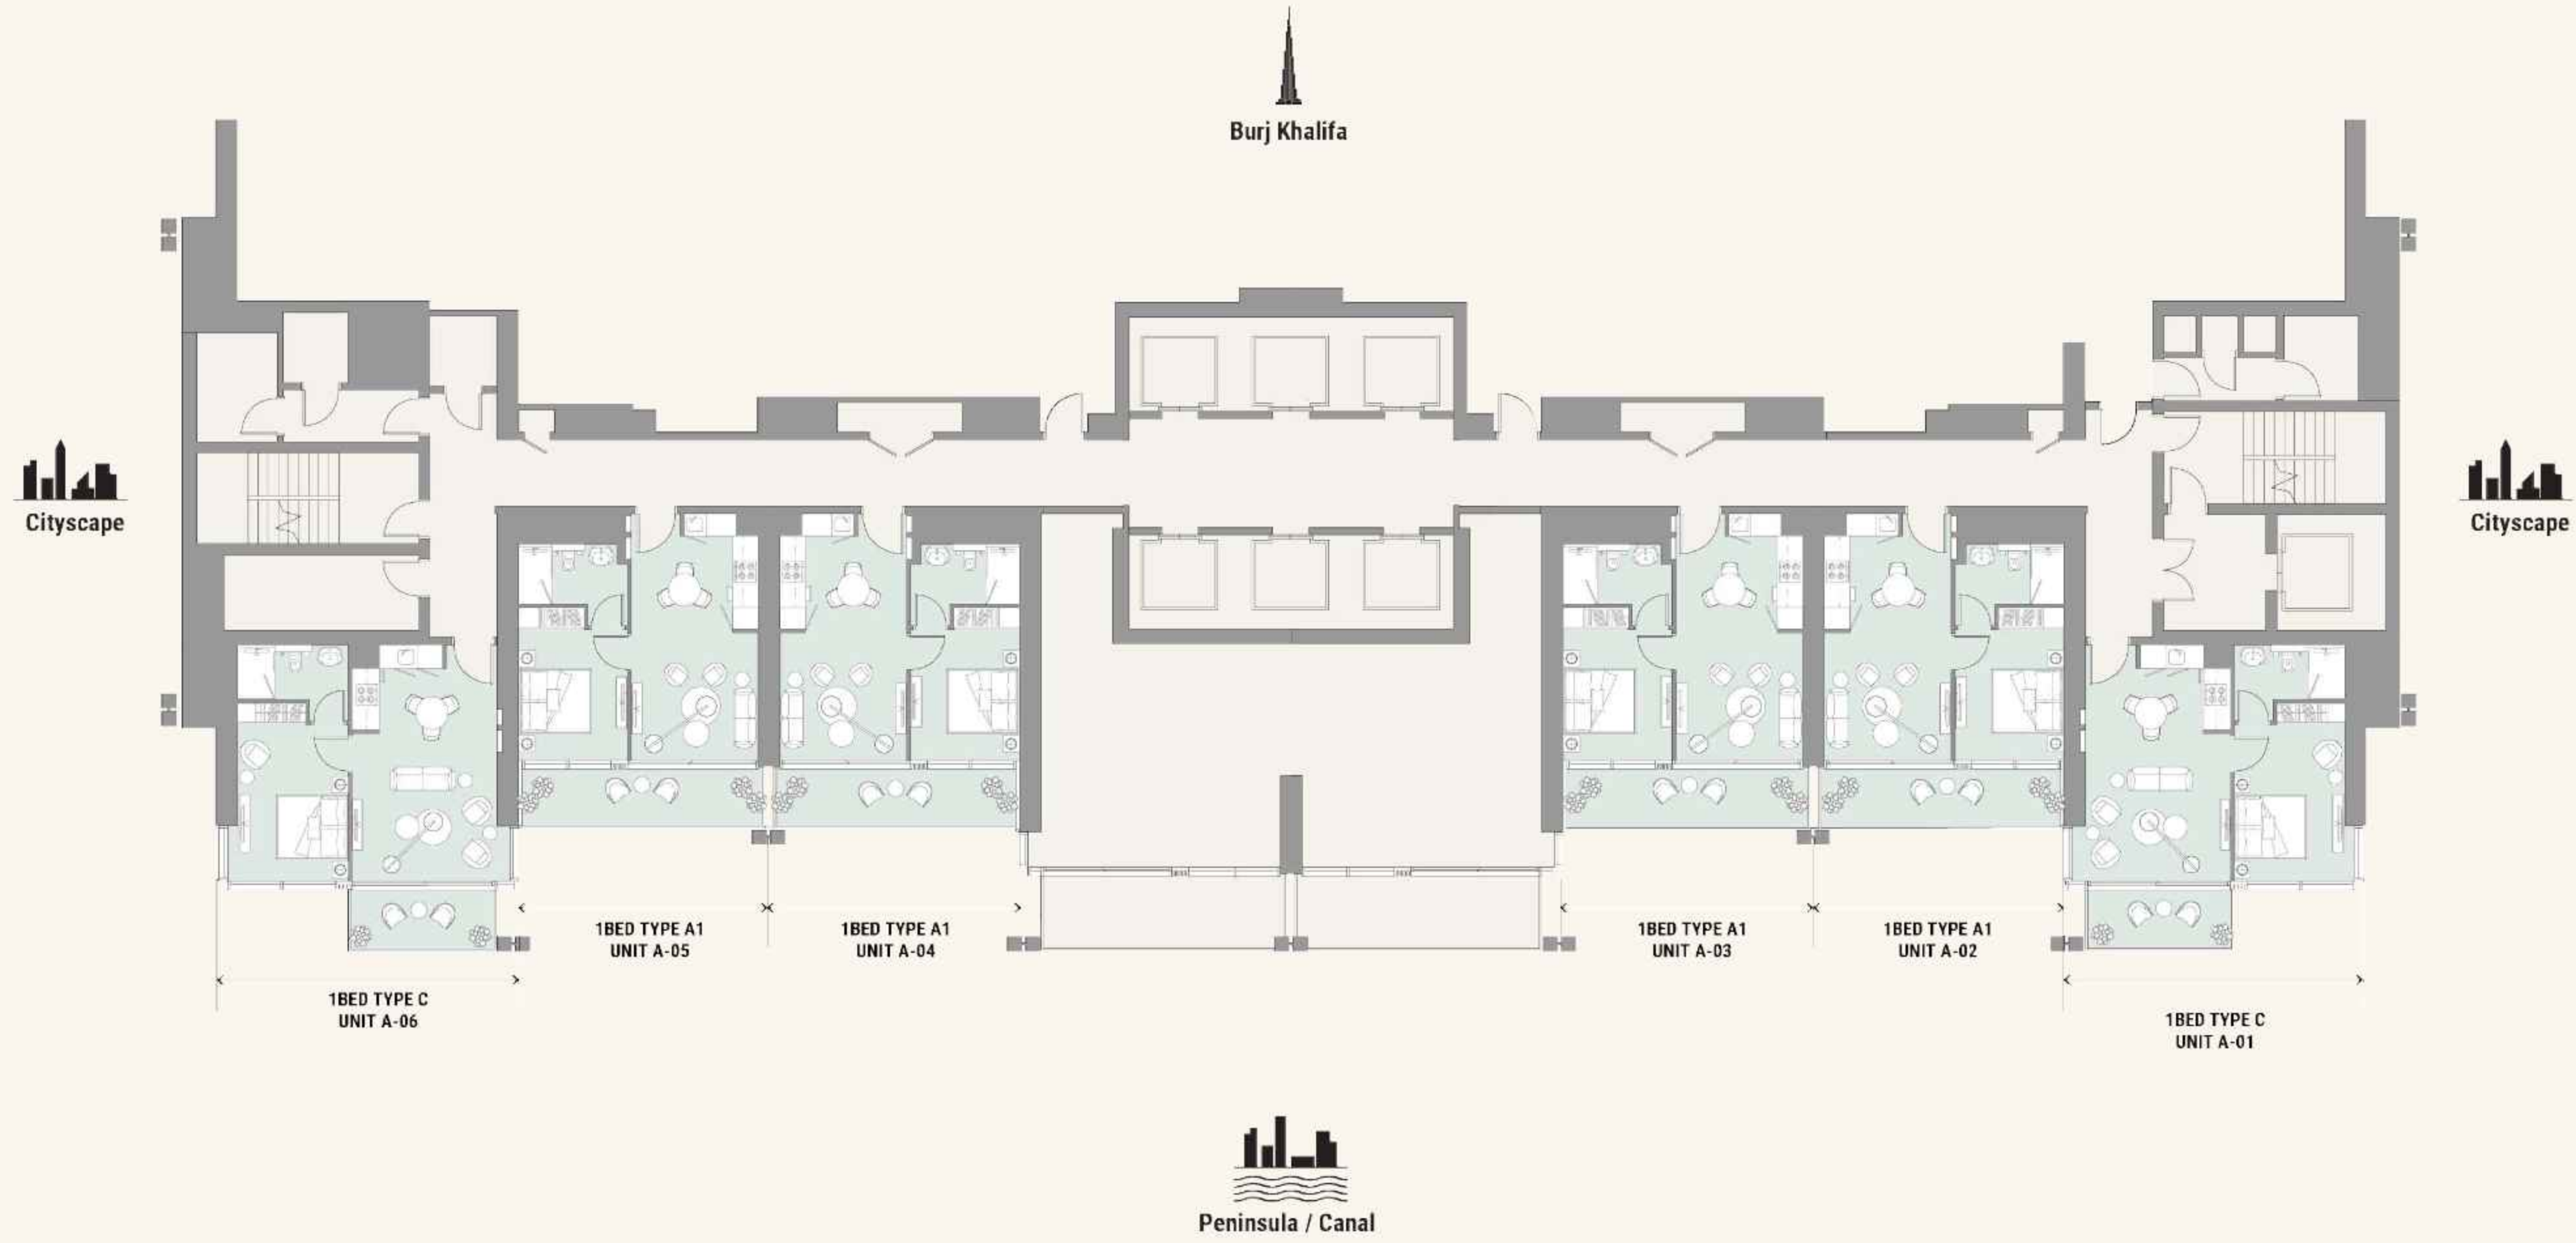 Burj Khalifa
Cityscape
Cityscape
1BED TYPE A1
UNIT A-05
1BED TYPE A1
UNIT A-04
1BED TYPE A1
UNIT A-03
1BED TYPE A1
UNIT A-02
1BED TYPE C
UNIT A-06
1BED TYPE C
UNIT A-01
Peninsula / Canal